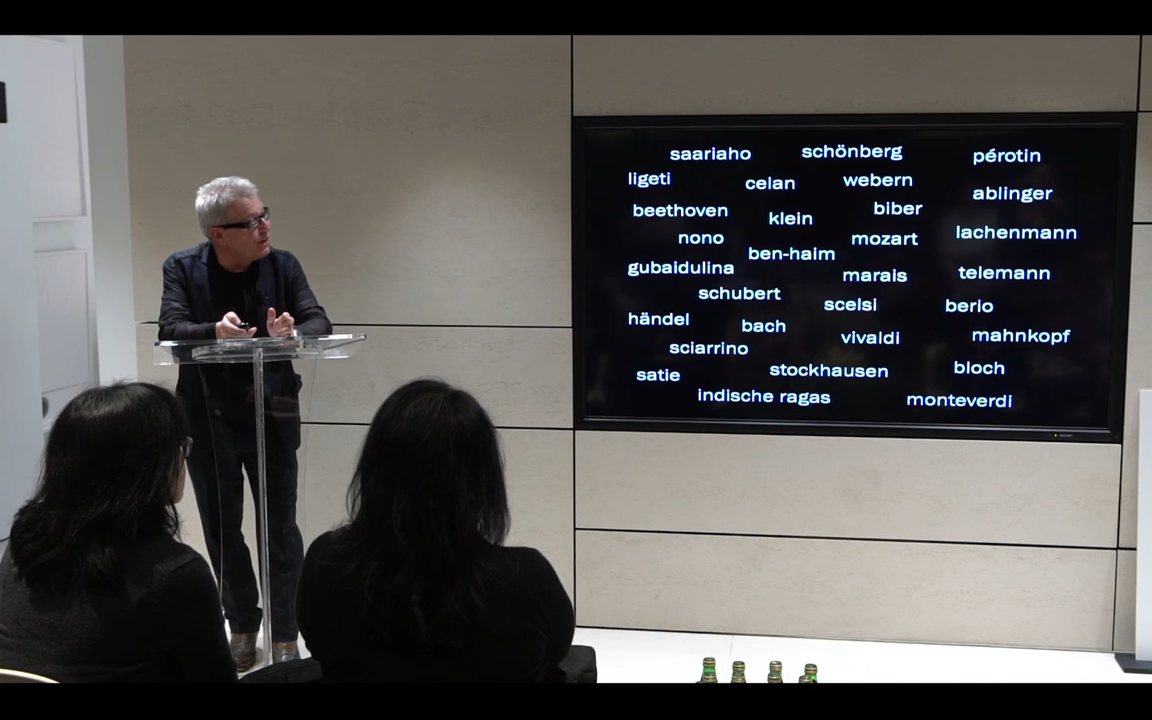 saariaho schönberg pérotin
ligeti celan webern
ablinger
beethoven klein biber
nono mozart lachenmann
ben-haim
gubaidulina marais telemann
schubert scelsi berio
händel bach vivaldi mahnkopf
sciarrino
satie stockhausen bloch
indische ragas monteverdi